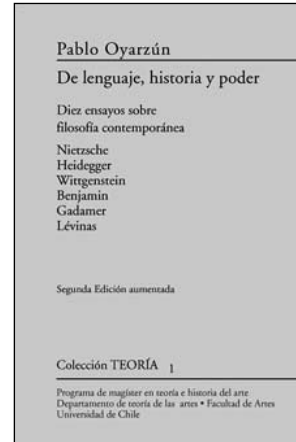 Pablo Oyarzún
De lenguaje, historia y poder
Diez ensayos sobre
filosofía contemporánea
Nietzsche
Heidegger
Wittgenstein
Benjamin
Gadamer
Lévinas
Segunda Edición aumentada
Colección TEORÍA 1
Programa de magíster en teoría e historia del arte
Departamento de teoría de las artes • Facultad de Artes
Universidad de Chile